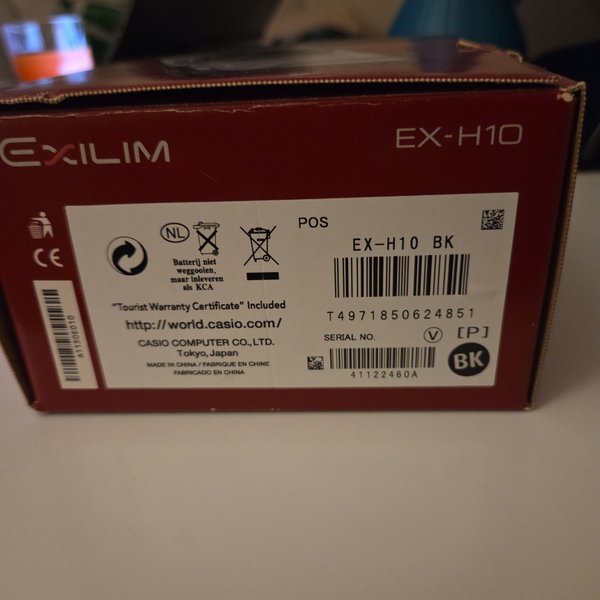 EXILIM
EX-H10
NL
Batterij niet
weggooien,
maar inleveren
als KCA
POS
EX-H10 BK
T4971850624851
"Tourist Warranty Certificate" Included
http://world.casio.com/
CASIO COMPUTER CO.,LTD.
Tokyo, Japan
MADE IN CHINA / FABRIQUE EN CHINE
FABRICADO EN CHINA
SERIAL NO.
V
[P]
41122460A
BK
CE
A1150E010